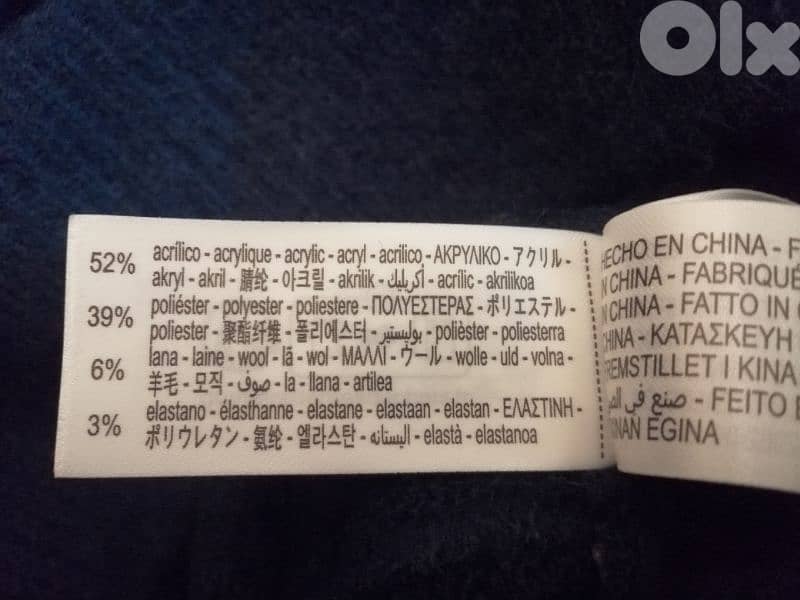 Olx
52% acrílico - acrylique - acrylic - acryl - acrilico - ΑΚΡΥΛΙΚΟ - アクリル -
akryl - akril - 腈纶 - 아크릴 - akrilik - أكريليك - acrílic - akrilikoa
39% poliéster - polyester - poliestere - ΠΟΛΥΕΣΤΕΡΑΣ - ポリエステル -
poliester - 聚酯纤维 - 폴리에스터 - بوليستير - polièster - poliesterra
6% lana - laine - wool - lã - wol - ΜΑΛΛΙ - ウール - wolle - uld - volna -
羊毛 - 모직 - صوف - la - llana - artilea
3% elastano - élasthanne - elastane - elastaan - elastan - ΕΛΑΣΤΙΝΗ -
ポリウレタン - 氨纶 - 엘라스탄 - اليستانه - elastà - elastanoa
HECHO EN CHINA -
IN CHINA - FABRIQUÉ
IN CHINA - FATTO IN
CHINA - ΚΑΤΑΣΚΕΥΗ
FREMSTILLET I KINA
صنع في - FEITO
EGINA